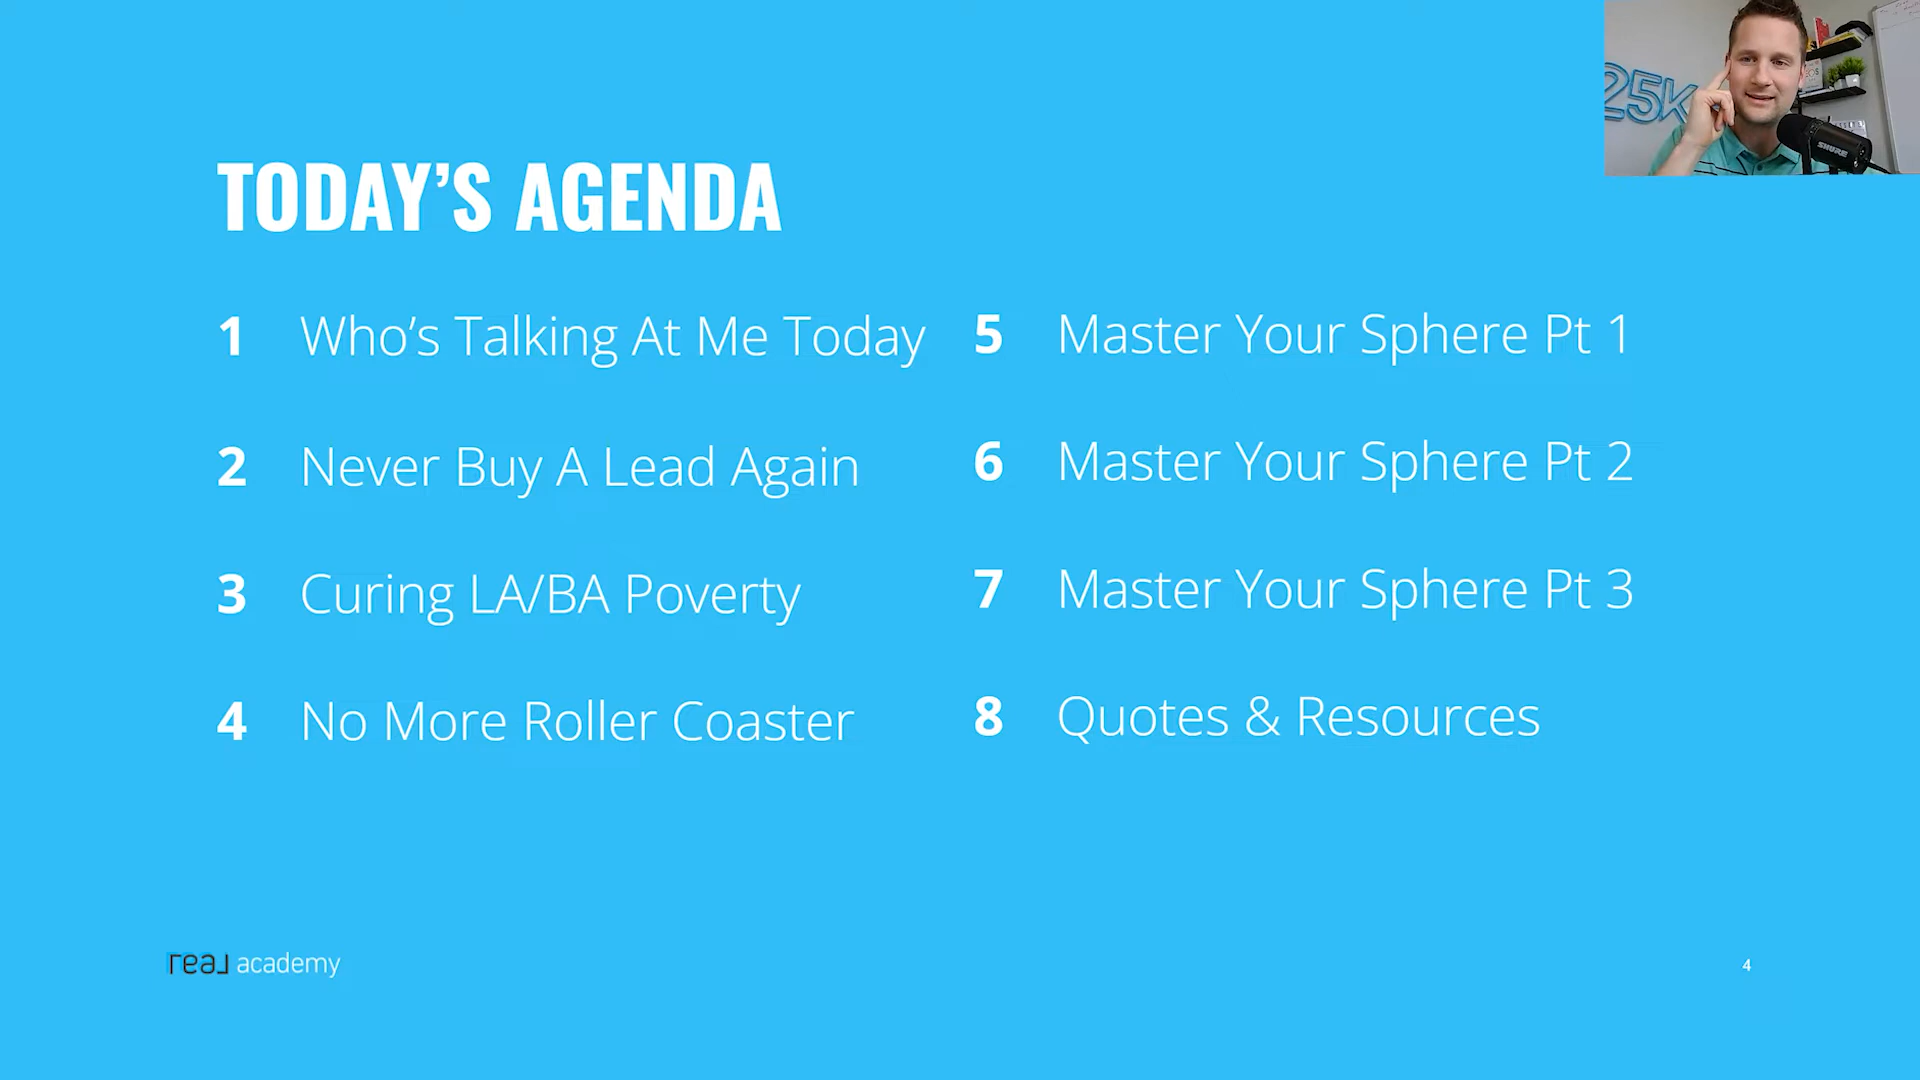 TODAY’S AGENDA
1 Who’s Talking At Me Today
2 Never Buy A Lead Again
3 Curing LA/BA Poverty
4 No More Roller Coaster
5 Master Your Sphere Pt 1
6 Master Your Sphere Pt 2
7 Master Your Sphere Pt 3
8 Quotes & Resources
real academy
4
25K
SHURE